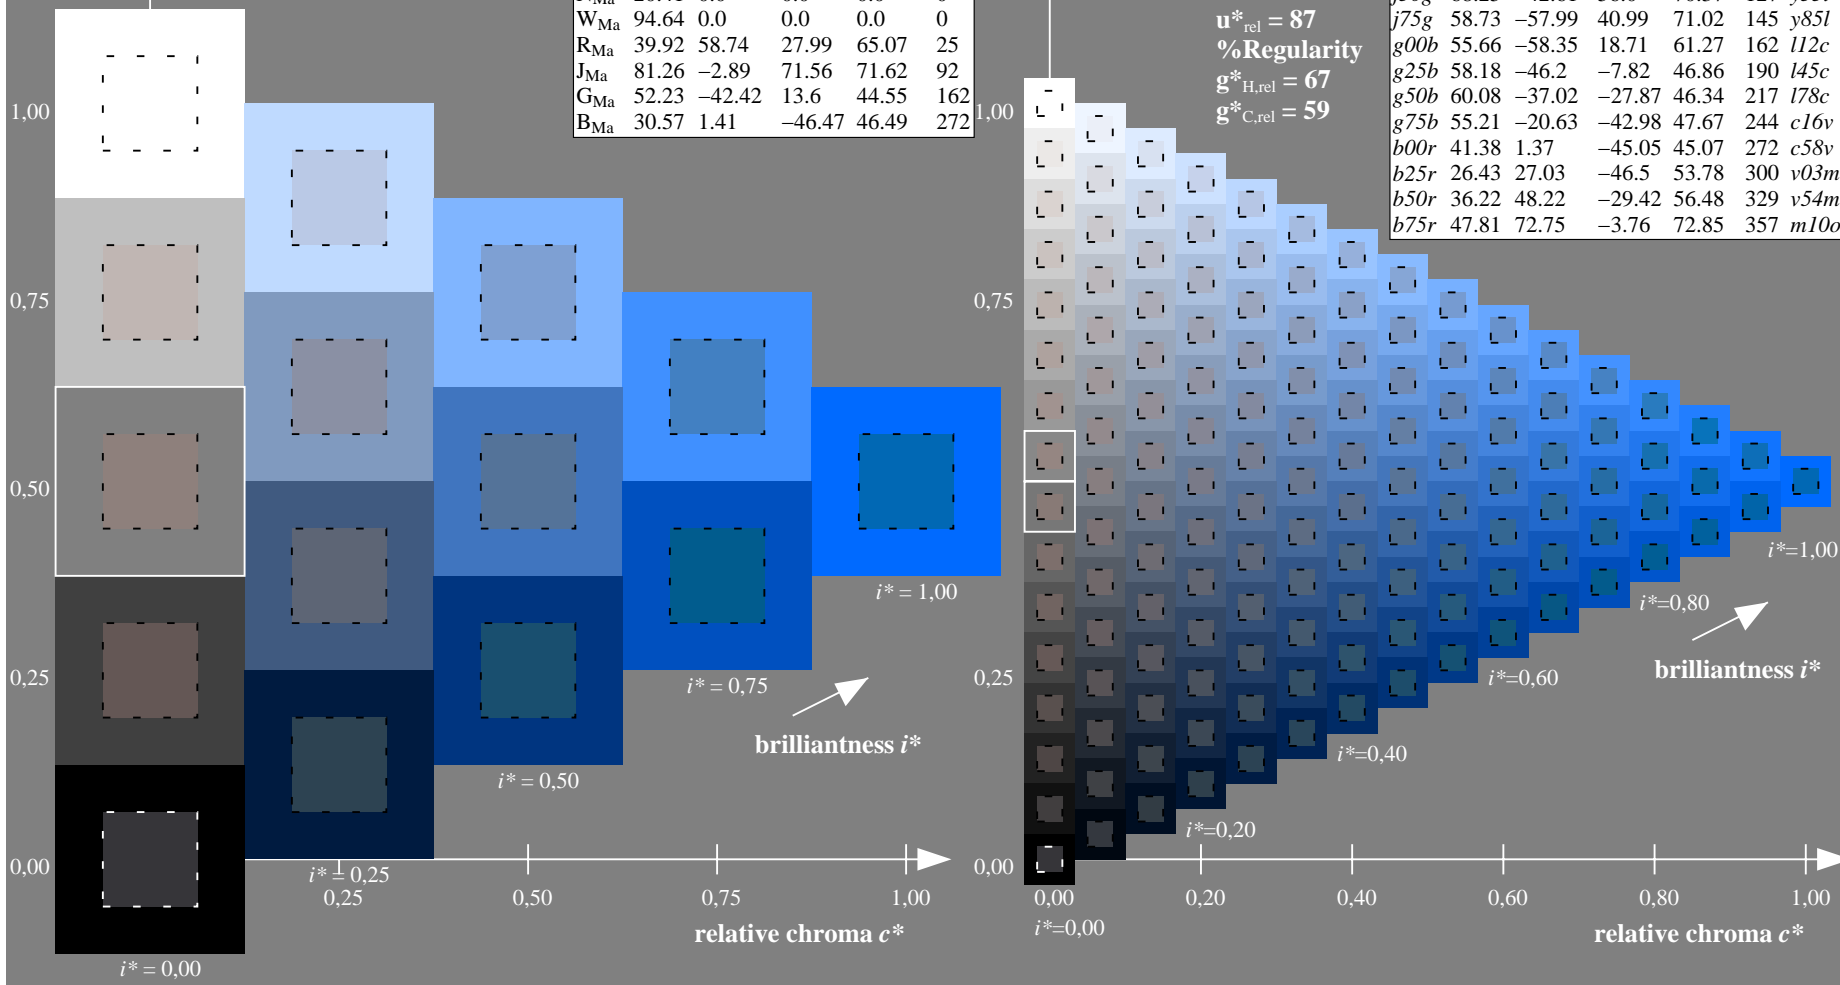 W_Ma 94.64 0.0 0.0 0.0 0
R_Ma 39.92 58.74 27.99 65.07 25
J_Ma 81.26 −2.89 71.56 71.62 92
G_Ma 52.23 −42.42 13.6 44.55 162
B_Ma 30.57 1.41 −46.47 46.49 272
u*rel = 87
%Regularity
g*H,rel = 67
g*C,rel = 59
j75g 58.73 −57.99 40.99 71.02 145 y85l
g00b 55.66 −58.35 18.71 61.27 162 l12c
g25b 58.18 −46.2 −7.82 46.86 190 l45c
g50b 60.08 −37.02 −27.87 46.34 217 l78c
g75b 55.21 −20.63 −42.98 47.67 244 c16v
b00r 41.38 1.37 −45.05 45.07 272 c58v
b25r 26.43 27.03 −46.5 53.78 300 v03m
b50r 36.22 48.22 −29.42 56.48 329 v54m
b75r 47.81 72.75 −3.76 72.85 357 m10o
1,00
0,75
0,50
0,25
0,00
i* = 1,00
i* = 0,75
brilliantness i*
i* = 0,50
i* = 0,25
0,25 0,50 0,75 1,00
relative chroma c*
i* = 0,00
1,00
0,75
0,25
0,00
i*=1,00
i*=0,80
brilliantness i*
i*=0,60
i*=0,40
i*=0,20
0,00 0,20 0,40 0,60 0,80 1,00
i*=0,00
relative chroma c*